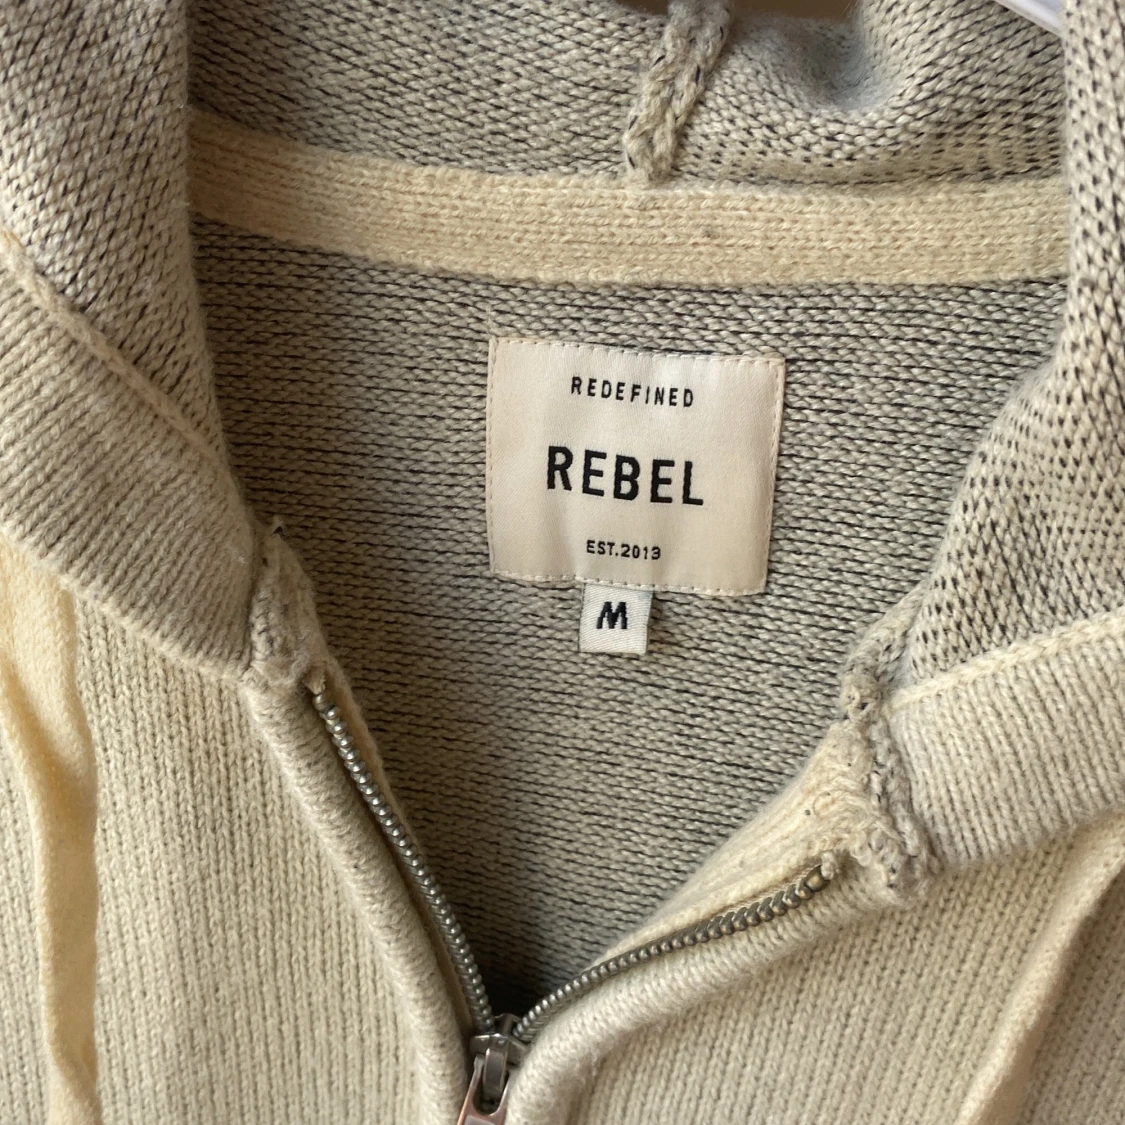 REDEFINED
REBEL
EST.2013
M